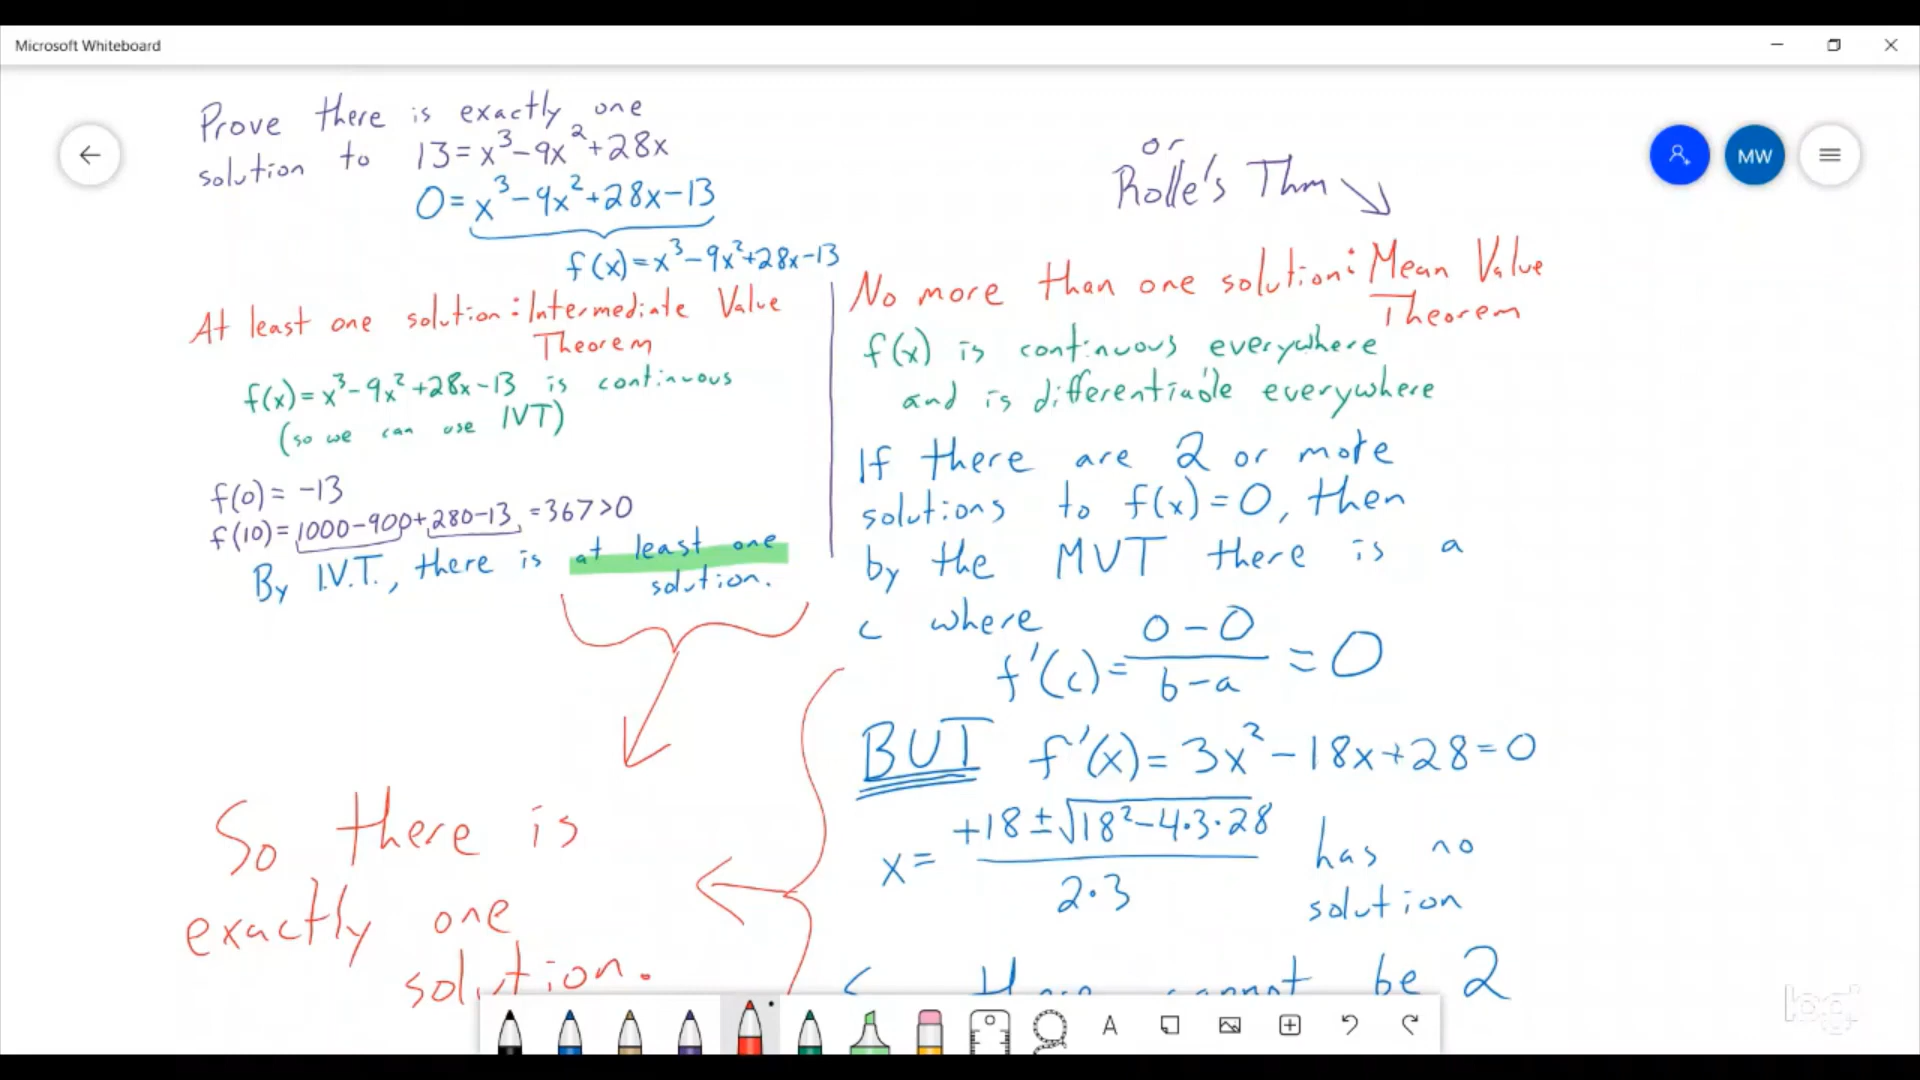 Microsoft Whiteboard
MW
Prove there is exactly one
solution to 13=x³-9x²+28x
0=x³-9x²+28x-13
f(x)=x³-9x²+28x-13
At least one solution: Intermediate Value
Theorem
f(x)=x³-9x²+28x-13 is continuous
(so we can use IVT)
f(0)= -13
f(10)=1000-900+280-13 =367>0
By I.V.T., there is at least one
solution.
So there is
exactly one
solution.
or
Rolle's Thm
No more than one solution: Mean Value
Theorem
f(x) is continuous everywhere
and is differentiable everywhere
If there are 2 or more
solutions to f(x)=0, then
by the MVT there is a
c where
f'(c)= (0-0)/(b-a) =0
BUT f'(x)=3x²-18x+28=0
x= (+18±√(18²-4·3·28))/(2·3) has no
solution
cannot be 2
A
logi